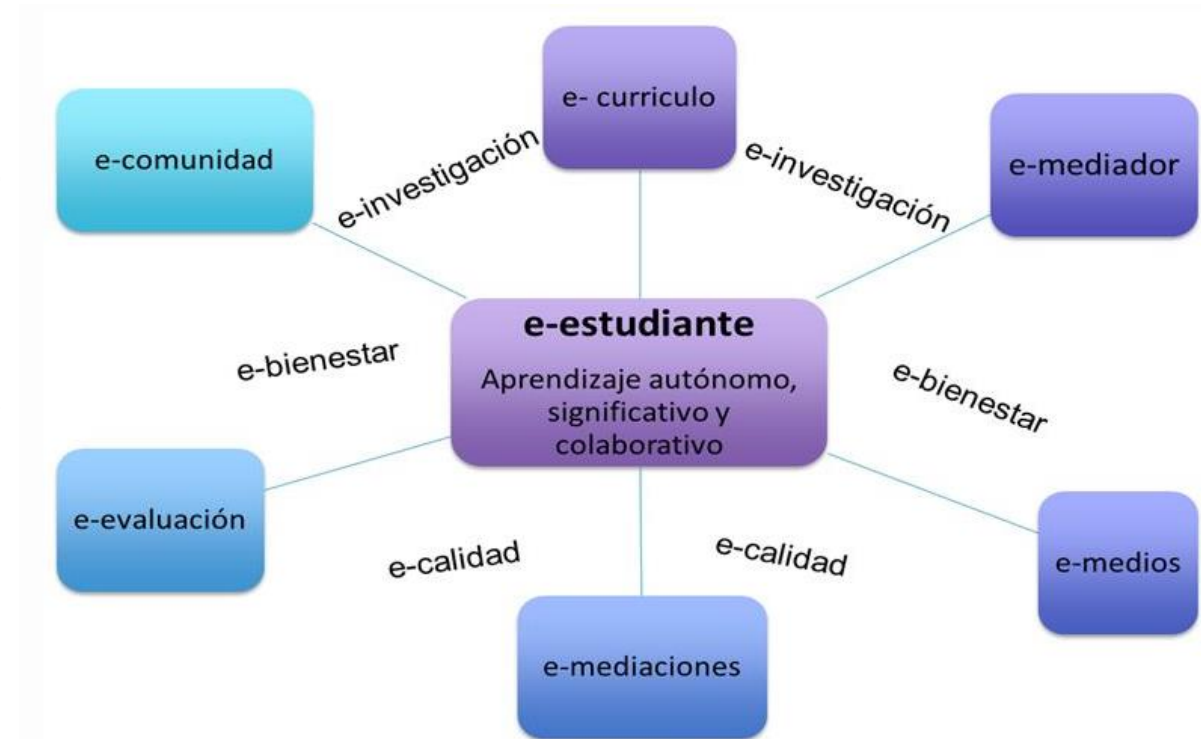 e- curriculo
e-comunidad
e-mediador
e-investigación
e-investigación
e-estudiante
Aprendizaje autónomo,
significativo y
colaborativo
e-bienestar
e-bienestar
e-evaluación
e-medios
e-calidad
e-calidad
e-mediaciones